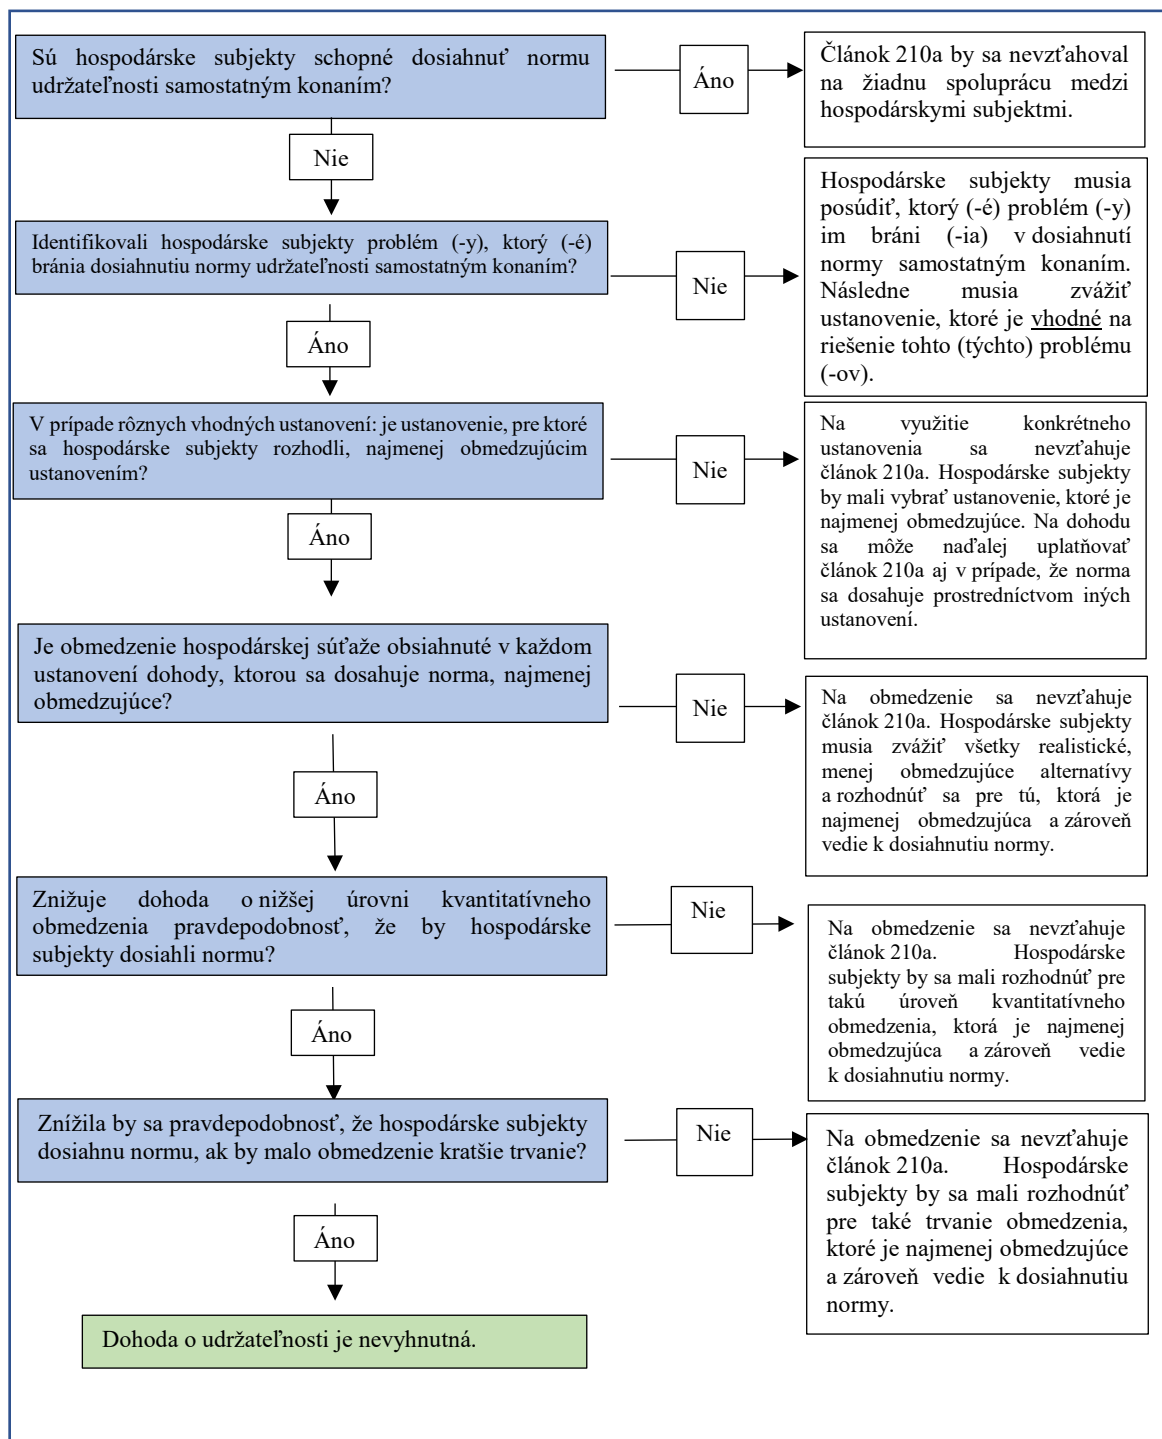 Sú hospodárske subjekty schopné dosiahnuť normu
udržateľnosti samostatným konaním?
Áno
Článok 210a by sa nevzťahoval
na žiadnu spoluprácu medzi
hospodárskymi subjektmi.
Nie
Identifikovali hospodárske subjekty problém (-y), ktorý (-é)
bránia dosiahnutiu normy udržateľnosti samostatným konaním?
Nie
Hospodárske subjekty musia
posúdiť, ktorý (-é) problém (-y)
im bráni (-ia) v dosiahnutí
normy samostatným konaním.
Následne musia zvážiť
ustanovenie, ktoré je vhodné na
riešenie tohto (týchto) problému
(-ov).
Áno
V prípade rôznych vhodných ustanovení: je ustanovenie, pre ktoré
sa hospodárske subjekty rozhodli, najmenej obmedzujúcim
ustanovením?
Nie
Na využitie konkrétneho
ustanovenia sa nevzťahuje
článok 210a. Hospodárske subjekty
by mali vybrať ustanovenie, ktoré je
najmenej obmedzujúce. Na dohodu
sa môže naďalej uplatňovať
článok 210a aj v prípade, že norma
sa dosahuje prostredníctvom iných
ustanovení.
Áno
Je obmedzenie hospodárskej súťaže obsiahnuté v každom
ustanovení dohody, ktorou sa dosahuje norma, najmenej
obmedzujúce?
Nie
Na obmedzenie sa nevzťahuje
článok 210a. Hospodárske subjekty
musia zvážiť všetky realistické,
menej obmedzujúce alternatívy
a rozhodnúť sa pre tú, ktorá je
najmenej obmedzujúca a zároveň
vedie k dosiahnutiu normy.
Áno
Znižuje dohoda o nižšej úrovni kvantitatívneho
obmedzenia pravdepodobnosť, že by hospodárske
subjekty dosiahli normu?
Nie
Na obmedzenie sa nevzťahuje
článok 210a. Hospodárske
subjekty by sa mali rozhodnúť pre
takú úroveň kvantitatívneho
obmedzenia, ktorá je najmenej
obmedzujúca a zároveň vedie
k dosiahnutiu normy.
Áno
Znížila by sa pravdepodobnosť, že hospodárske subjekty
dosiahnu normu, ak by malo obmedzenie kratšie trvanie?
Nie
Na obmedzenie sa nevzťahuje
článok 210a. Hospodárske
subjekty by sa mali rozhodnúť
pre také trvanie obmedzenia,
ktoré je najmenej obmedzujúce
a zároveň vedie k dosiahnutiu
normy.
Áno
Dohoda o udržateľnosti je nevyhnutná.